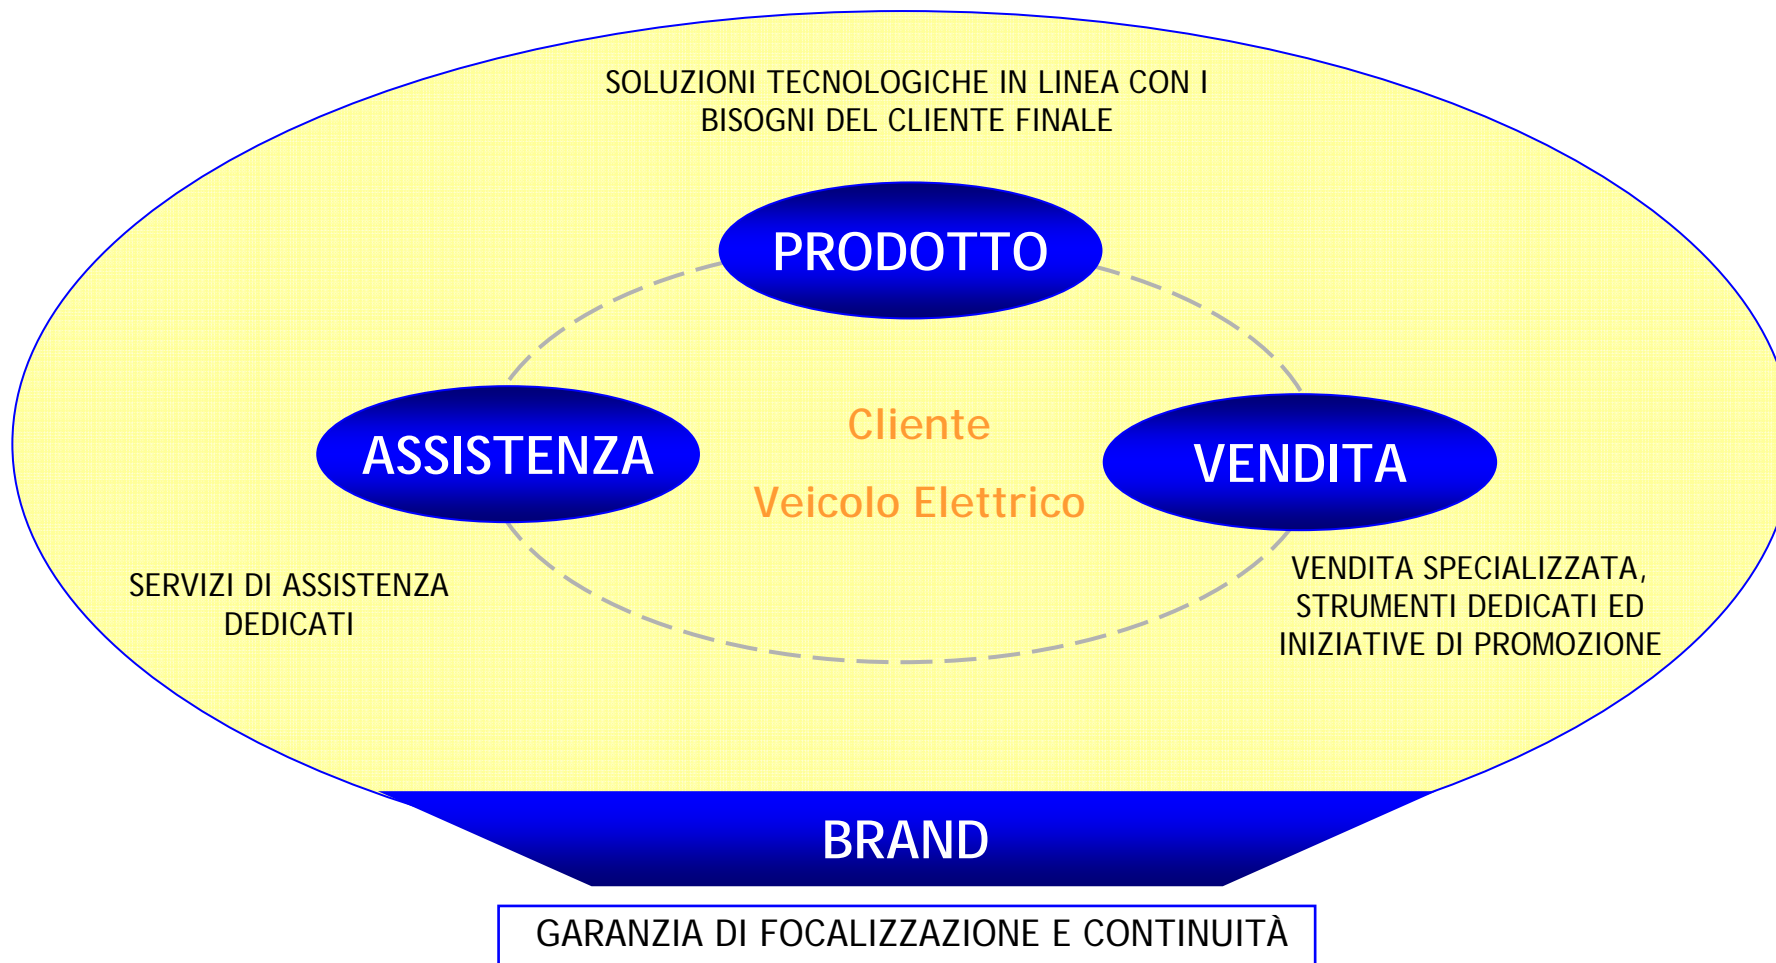 SOLUZIONI TECNOLOGICHE IN LINEA CON I
BISOGNI DEL CLIENTE FINALE
PRODOTTO
ASSISTENZA
Cliente
Veicolo Elettrico
VENDITA
SERVIZI DI ASSISTENZA
DEDICATI
VENDITA SPECIALIZZATA,
STRUMENTI DEDICATI ED
INIZIATIVE DI PROMOZIONE
BRAND
GARANZIA DI FOCALIZZAZIONE E CONTINUITÀ